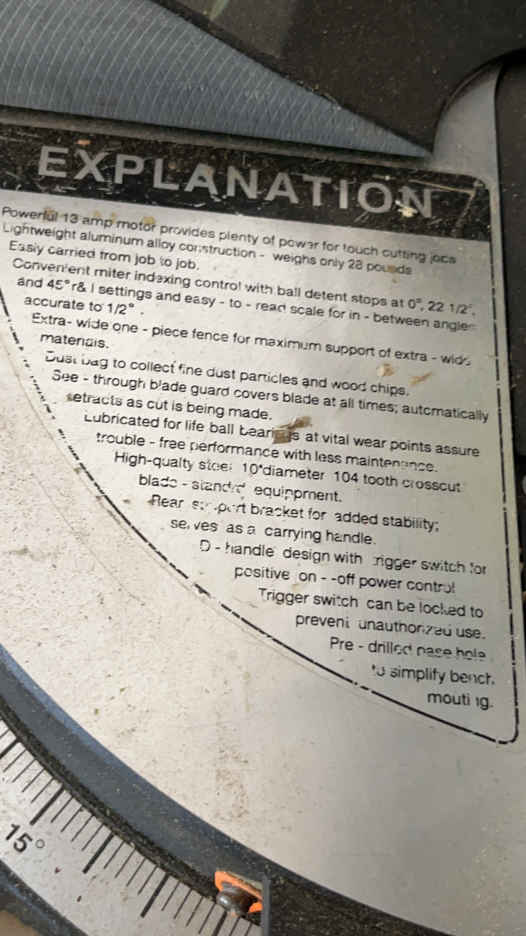 EXPLANATION
Powerful 13 amp motor provides plenty of power for touch cutting jobs
Lightweight aluminum alloy construction - weighs only 28 pounds
Easily carried from job to job.
Convenient miter indexing control with ball detent stops at 0°, 22 1/2°,
and 45° r& l settings and easy - to - read scale for in - between angles
accurate to 1/2°.
Extra- wide one - piece fence for maximum support of extra - wide
materials.
Dust bag to collect fine dust particles and wood chips.
See - through blade guard covers blade at all times; automatically
retracts as cut is being made.
Lubricated for life ball bearings at vital wear points assure
trouble - free performance with less maintenance.
High-qualty steel 10"diameter 104 tooth crosscut
blade - standard equipment.
Rear support bracket for added stability;
serves as a carrying handle.
D - handle design with trigger switch for
positive on - -off power control
Trigger switch can be locked to
prevent unauthorized use.
Pre - drilled base hole
to simplify bench
mouting.
15°